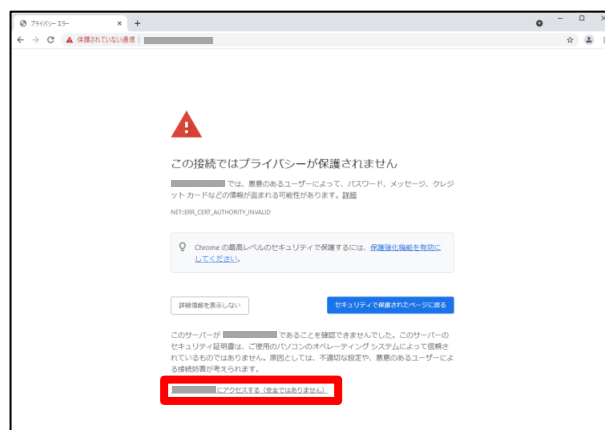 プライバシーエラー
保護されていない通信
この接続ではプライバシーが保護されません
では、悪意のあるユーザーによって、パスワード、メッセージ、クレジ
ット カードなどの情報が盗まれる可能性があります。詳細
NET::ERR_CERT_AUTHORITY_INVALID
Chrome の最高レベルのセキュリティで保護するには、保護強化機能を有効に
してください。
詳細情報を表示しない
セキュリティで保護されたページに戻る
このサーバーが であることを確認できませんでした。このサーバーの
セキュリティ証明書は、ご使用のパソコンのオペレーティング システムによって信頼さ
れているものではありません。原因としては、不適切な設定や、悪意のあるユーザーによ
る接続妨害が考えられます。
にアクセスする（安全ではありません）